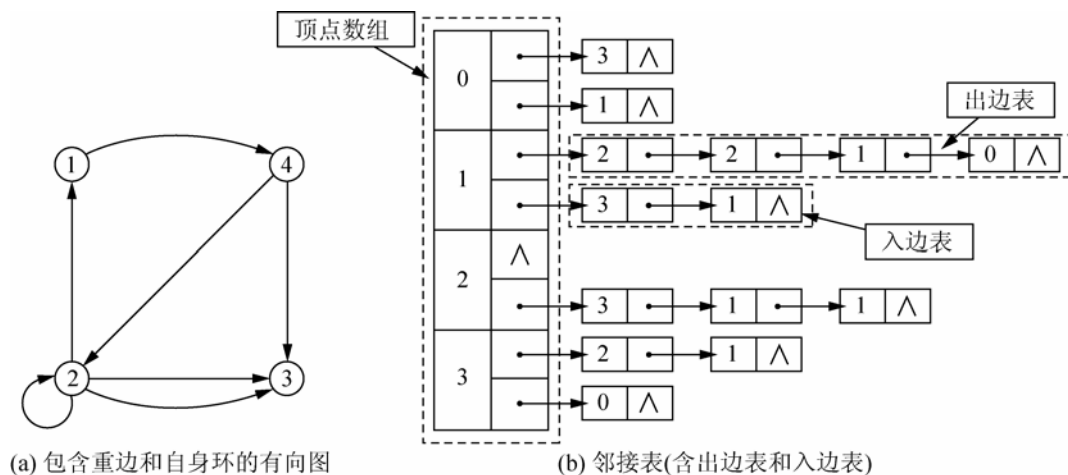 顶点数组
出边表
入边表
0
3 ∧
1 ∧
1
2 2 1 0 ∧
3 1 ∧
2
∧
3 1 1 ∧
3
2 1 ∧
0 ∧
1 4
2 3
(a) 包含重边和自身环的有向图
(b) 邻接表(含出边表和入边表)